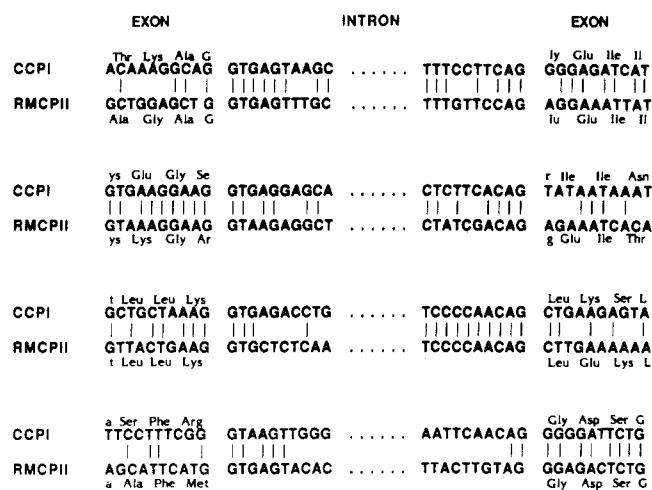 EXON INTRON EXON
Thr Lys Ala G ly Glu Ile Il
CCPI ACAAAGGCAG GTGAGTAAGC ...... TTTCCTTCAG GGGAGATCAT
RMCPII GCTGGAGCTG GTGAGTTTGC ...... TTTGTTCCAG AGGAAATTAT
Ala Gly Ala G lu Glu Ile Il
ys Glu Gly Se r Ile Ile Asn
CCPI GTGAAGGAAG GTGAGGAGCA ...... CTCTTCACAG TATAATAAAT
RMCPII GTAAAGGAAG GTAAGAGGCT ...... CTATCGACAG AGAAATCACA
ys Lys Gly Ar g Glu Ile Thr
t Leu Leu Lys Leu Lys Ser L
CCPI GCTGCTAAAG GTGAGACCTG ...... TCCCCAACAG CTGAAGAGTA
RMCPII GTTACTGAAG GTGCTCTCAA ...... TCCCCAACAG CTTGAAAAAA
t Leu Leu Lys Leu Glu Lys L
a Ser Phe Arg Gly Asp Ser G
CCPI TTCCTTTCGG GTAAGTTGGG ...... AATTCAACAG GGGGATTCTG
RMCPII AGCATTCATG GTGAGTACAC ...... TTACTTGTAG GGAGACTCTG
a Ala Phe Met Gly Asp Ser G